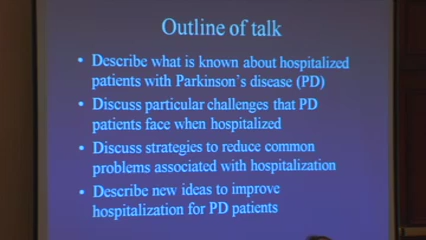 Outline of talk
• Describe what is known about hospitalized
patients with Parkinson's disease (PD)
• Discuss particular challenges that PD
patients face when hospitalized
• Discuss strategies to reduce common
problems associated with hospitalization
• Describe new ideas to improve
hospitalization for PD patients